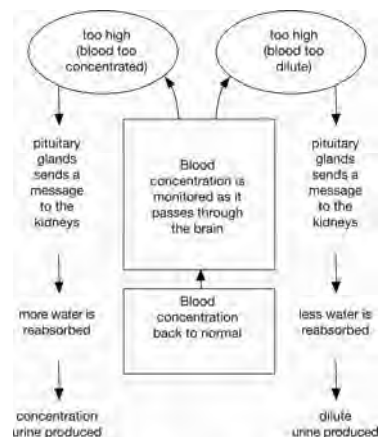 too high
(blood too
concentrated)
too high
(blood too
dilute)
pituitary
glands
sends a
message
to the
kidneys
Blood
concentration is
monitored as it
passes through
the brain
pituitary
glands
sends a
message
to the
kidneys
more water is
reabsorbed
Blood
concentration
back to normal
less water is
reabsorbed
concentration
urine produced
dilute
urine produced